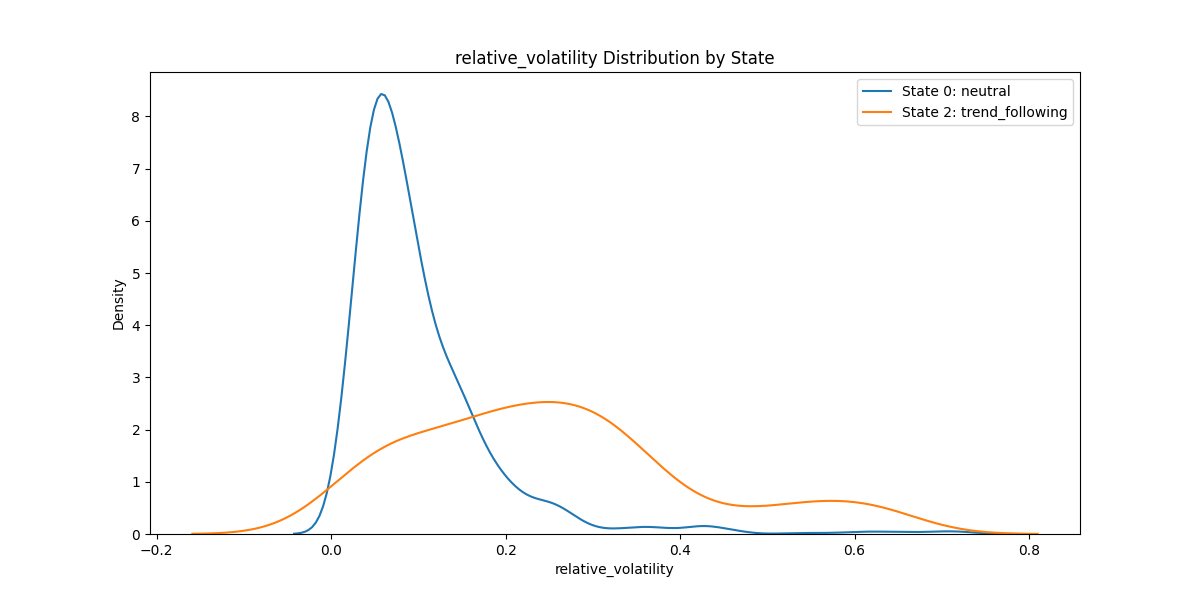 relative_volatility Distribution by State
State 0: neutral
State 2: trend_following
Density
8
7
6
5
4
3
2
1
0
−0.2 0.0 0.2 0.4 0.6 0.8
relative_volatility